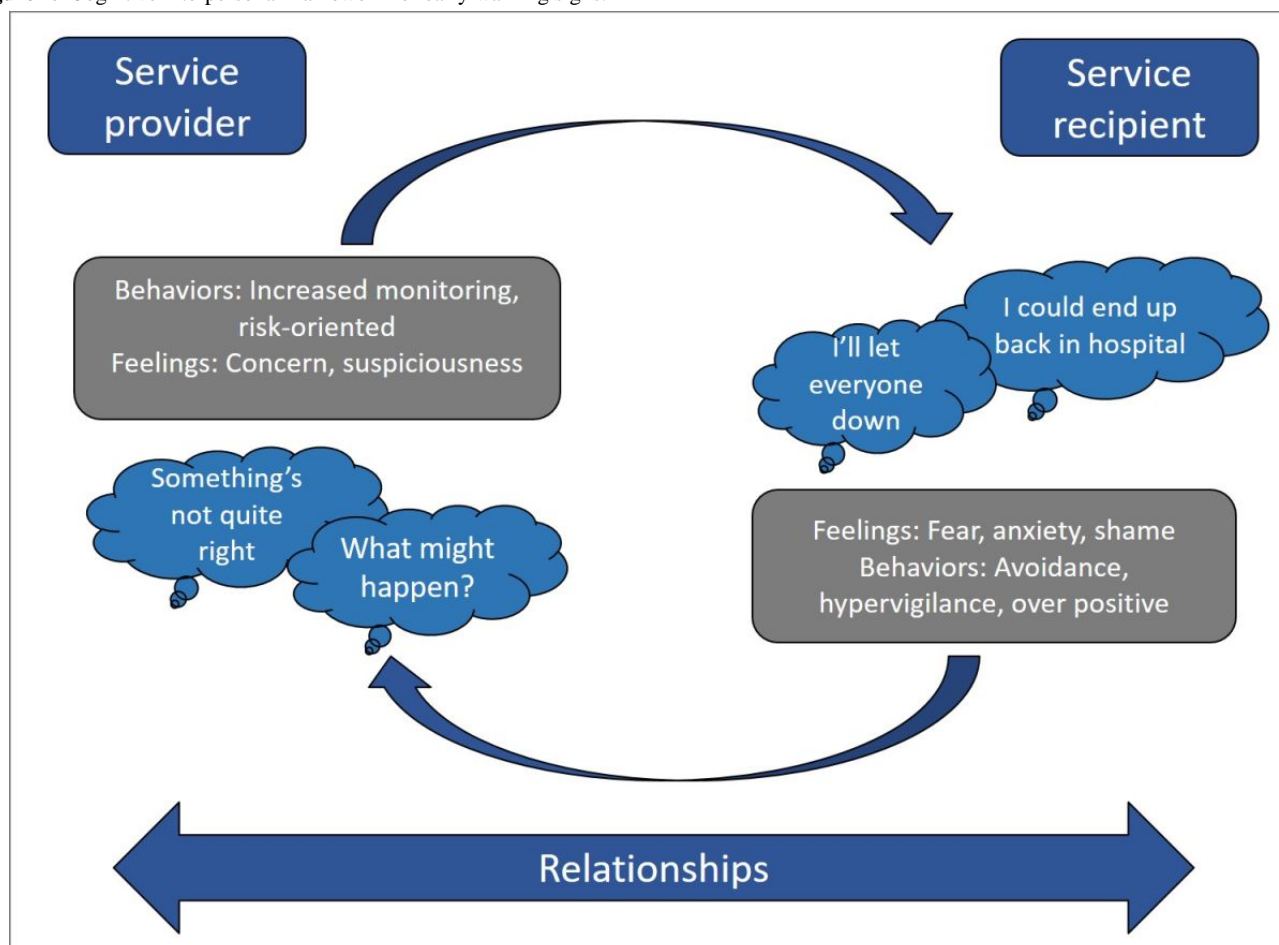 Service
provider
Service
recipient
Behaviors: Increased monitoring,
risk-oriented
Feelings: Concern, suspiciousness
I could end up
back in hospital
I'll let
everyone
down
Something's
not quite
right
What might
happen?
Feelings: Fear, anxiety, shame
Behaviors: Avoidance,
hypervigilance, over positive
Relationships